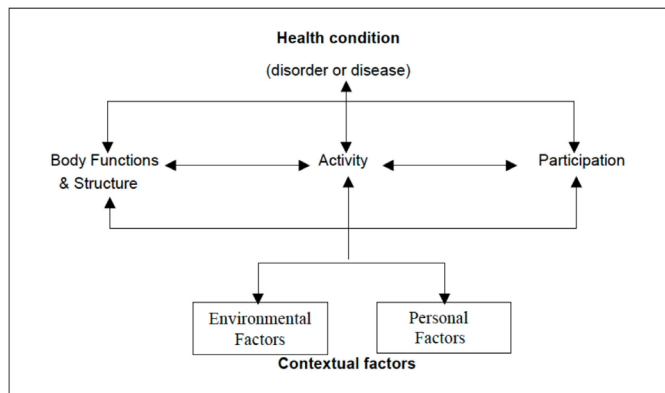 Health condition
(disorder or disease)
Body Functions
& Structure
Activity
Participation
Environmental
Factors
Personal
Factors
Contextual factors